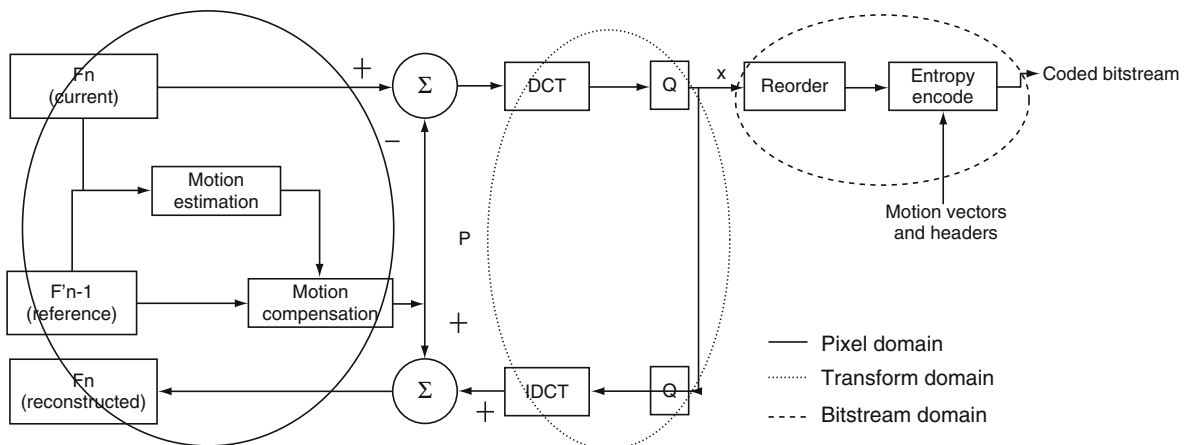 Fn
(current)
+
Σ
DCT
Q
x
Reorder
Entropy
encode
Coded bitstream
−
Motion
estimation
P
Motion vectors
and headers
F'n-1
(reference)
Motion
compensation
+
Fn
(reconstructed)
Σ
+
IDCT
Q
Pixel domain
Transform domain
Bitstream domain